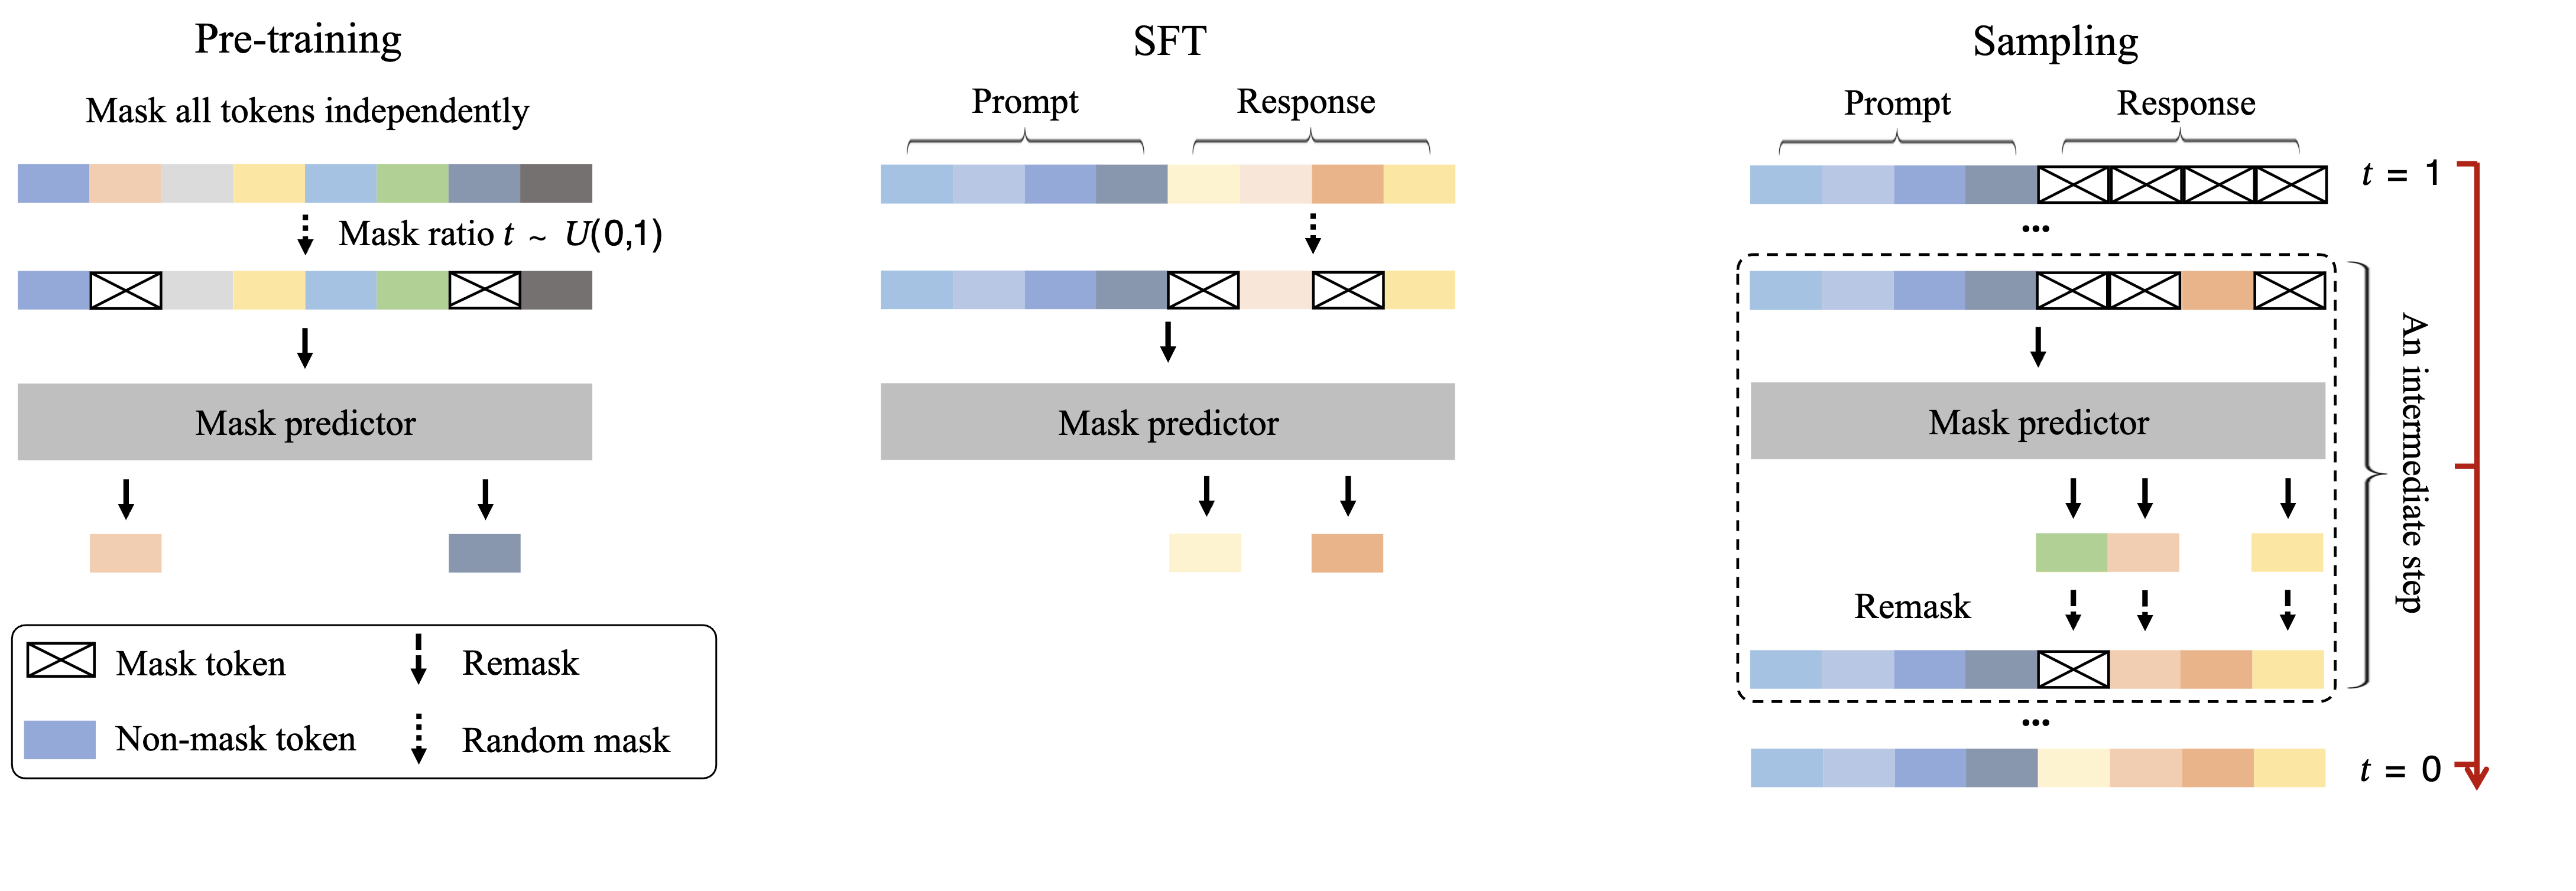 Pre-training
Mask all tokens independently
Mask ratio t ~ U(0,1)
Mask predictor
Mask token
Remask
Non-mask token
Random mask
SFT
Prompt
Response
Mask predictor
Sampling
Prompt
Response
t = 1
...
Mask predictor
Remask
An intermediate step
...
t = 0